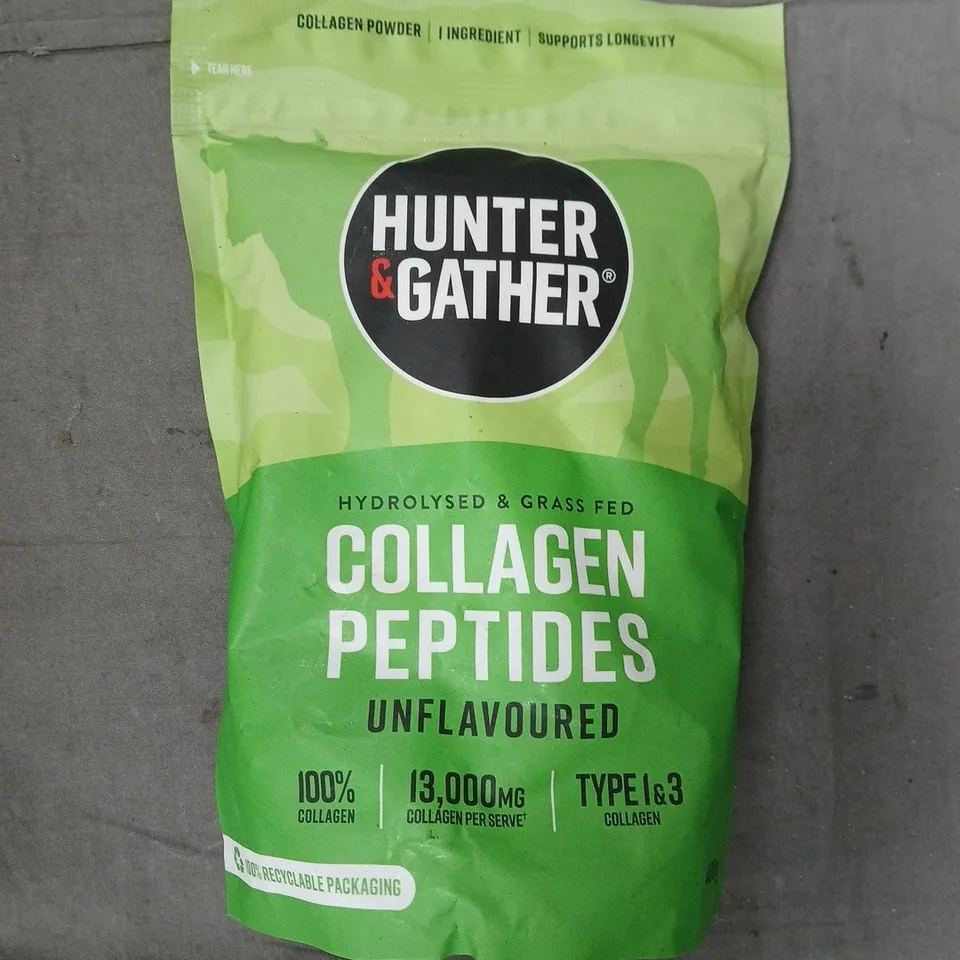 COLLAGEN POWDER | 1 INGREDIENT | SUPPORTS LONGEVITY
TEAR HERE
HUNTER
& GATHER®
HYDROLYSED & GRASS FED
COLLAGEN
PEPTIDES
UNFLAVOURED
100% COLLAGEN
13,000MG COLLAGEN PER SERVE†
TYPE 1 & 3 COLLAGEN
100% RECYCLABLE PACKAGING